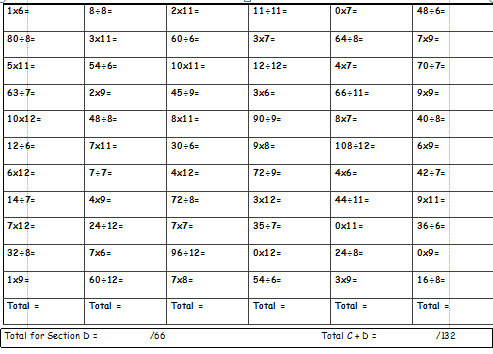 1x6= 8÷8= 2x11= 11÷11= 0x7= 48÷6=
80÷8= 3x11= 60÷6= 3x7= 64÷8= 7x9=
5x11= 54÷6= 10x11= 12÷12= 4x7= 70÷7=
63÷7= 2x9= 45÷9= 3x6= 66÷11= 9x9=
10x12= 48÷8= 8x11= 90÷9= 8x7= 40÷8=
12÷6= 7x11= 30÷6= 9x8= 108÷12= 6x9=
6x12= 7÷7= 4x12= 72÷9= 4x6= 42÷7=
14÷7= 4x9= 72÷8= 3x12= 44÷11= 9x11=
7x12= 24÷12= 7x7= 35÷7= 0x11= 36÷6=
32÷8= 7x6= 96÷12= 0x12= 24÷8= 0x9=
1x9= 60÷12= 7x8= 54÷6= 3x9= 16÷8=
Total = Total = Total = Total = Total = Total =
Total for Section D = /66 Total C + D = /132